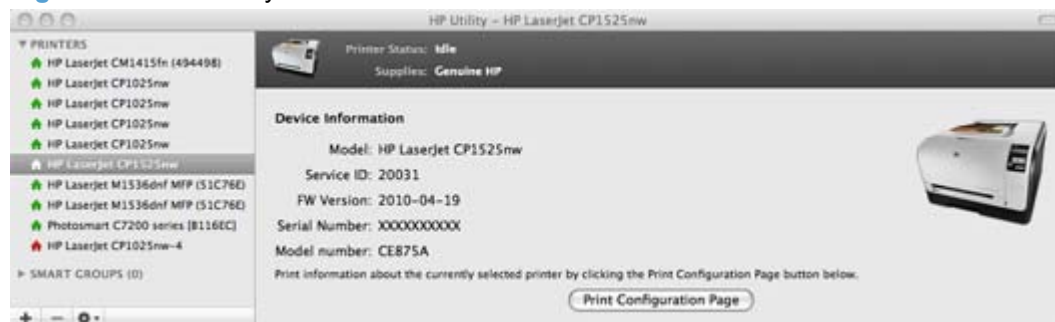 HP Utility - HP LaserJet CP1525nw
▼ PRINTERS
HP LaserJet CM1415fn (494498)
HP LaserJet CP1025nw
HP LaserJet CP1025nw
HP LaserJet CP1025nw
HP LaserJet CP1025nw
HP LaserJet CP1525nw
HP LaserJet M1536dnf MFP (51C76E)
HP LaserJet M1536dnf MFP (51C76E)
Photosmart C7200 series [B116EC]
HP LaserJet CP1025nw-4
▶ SMART GROUPS (0)
Printer Status: Idle
Supplies: Genuine HP
Device Information
Model: HP LaserJet CP1525nw
Service ID: 20031
FW Version: 2010-04-19
Serial Number: XXXXXXXXXX
Model number: CE875A
Print information about the currently selected printer by clicking the Print Configuration Page button below.
Print Configuration Page